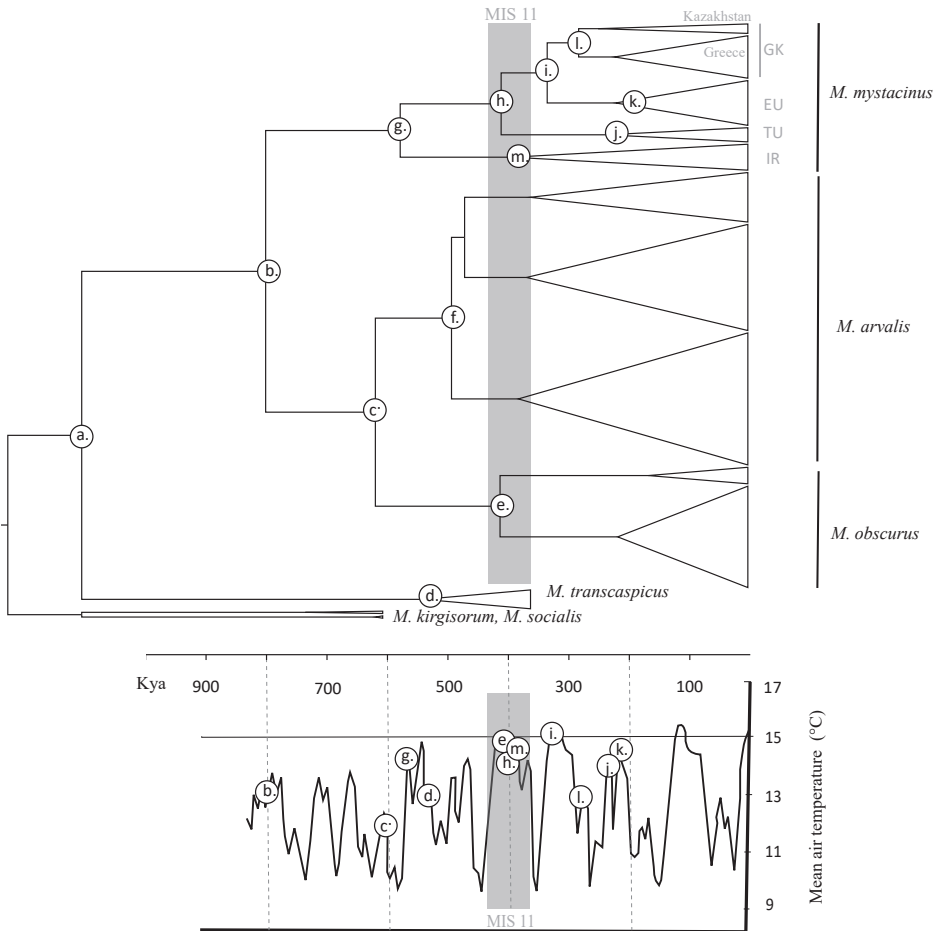 MIS 11
Kazakhstan
l.
Greece
GK
i.
k.
EU
M. mystacinus
h.
g.
j.
TU
m.
IR
b.
f.
M. arvalis
c.
a.
e.
M. obscurus
d.
M. transcaspicus
M. kirgisorum, M. socialis
Kya
900
700
500
300
100
17
15
13
11
9
Mean air temperature (°C)
b.
c.
g.
d.
e.
m.
h.
i.
l.
j.
k.
MIS 11